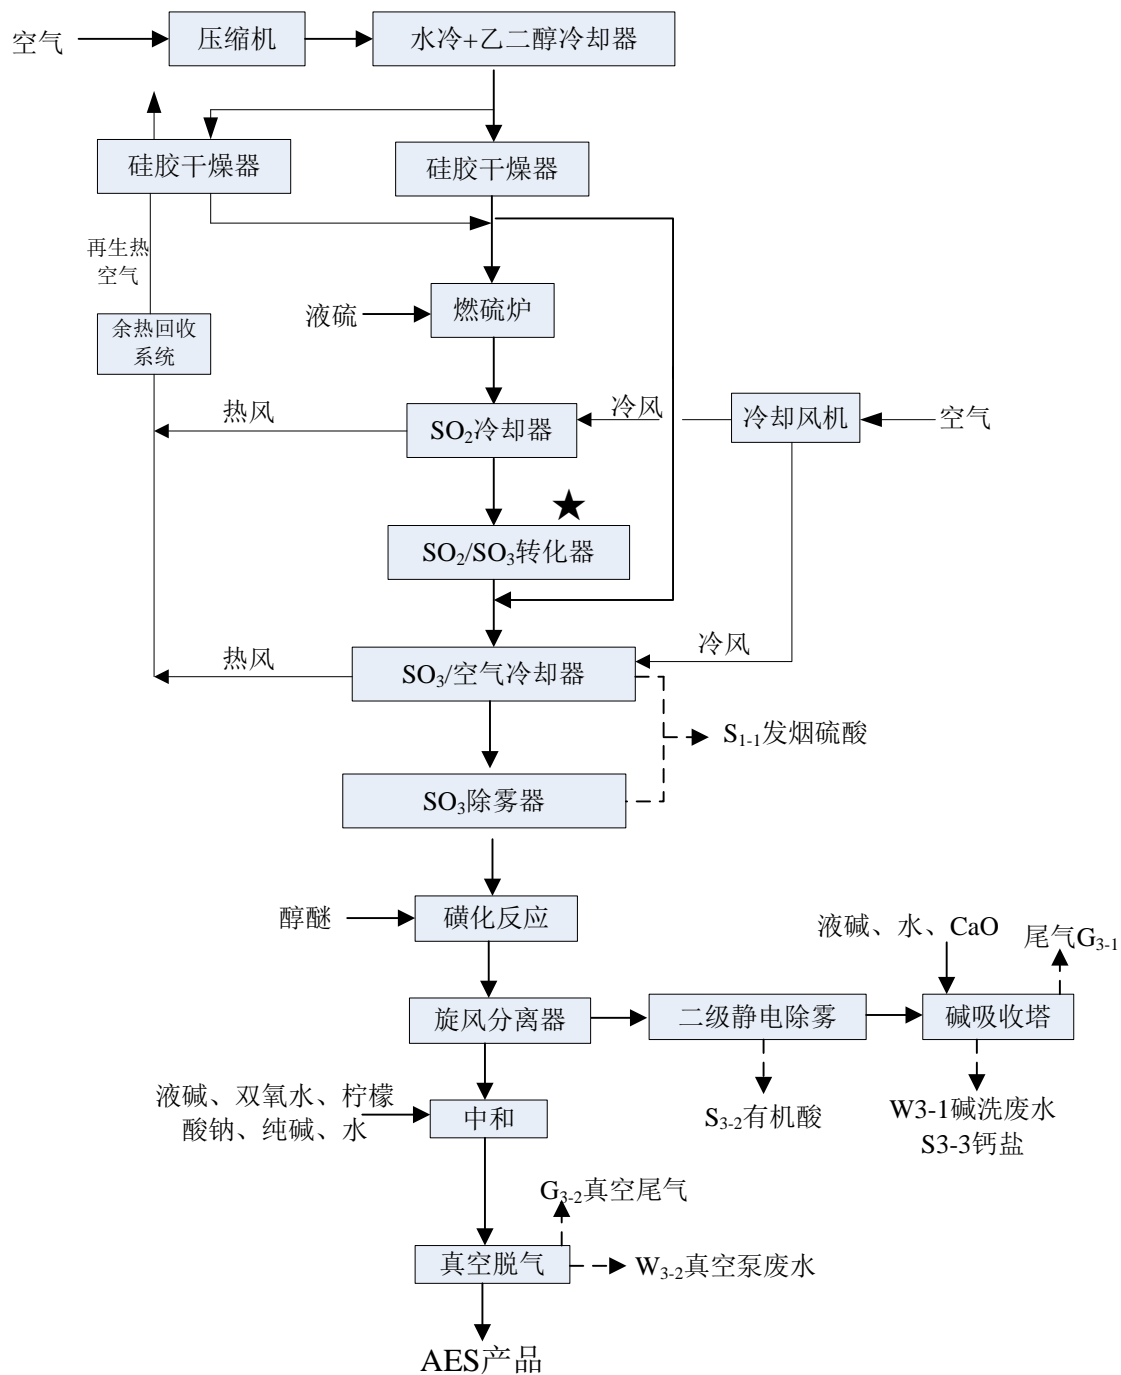 空气
压缩机
水冷+乙二醇冷却器
硅胶干燥器
硅胶干燥器
再生热
空气
液硫
燃硫炉
余热回收
系统
热风
SO₂冷却器
冷风
冷却风机
空气
★
SO₂/SO₃转化器
热风
SO₃/空气冷却器
冷风
S₁₋₁发烟硫酸
SO₃除雾器
醇醚
磺化反应
液碱、水、CaO
尾气G₃₋₁
旋风分离器
二级静电除雾
碱吸收塔
液碱、双氧水、柠檬
酸钠、纯碱、水
中和
S₃₋₂有机酸
W3-1碱洗废水
S3-3钙盐
G₃₋₂真空尾气
真空脱气
W₃₋₂真空泵废水
AES产品